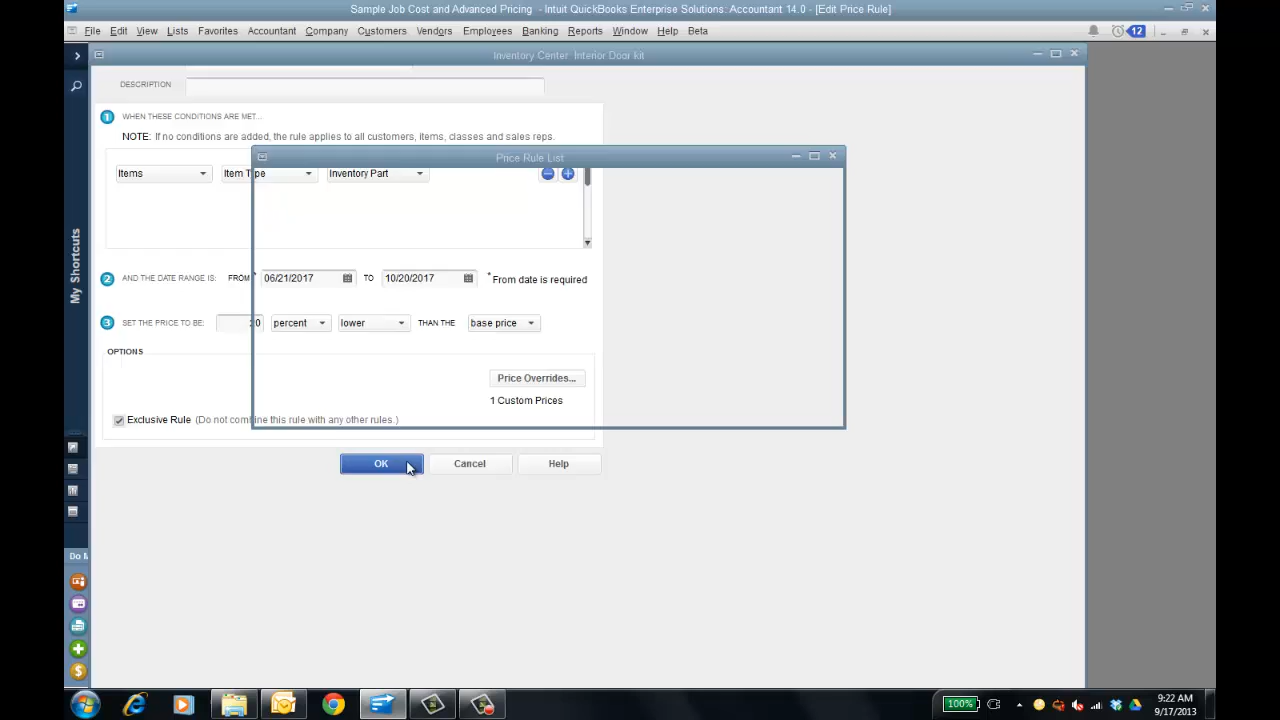 Sample Job Cost and Advanced Pricing - Intuit QuickBooks Enterprise Solutions: Accountant 14.0 - [Edit Price Rule]
File Edit View Lists Favorites Accountant Company Customers Vendors Employees Banking Reports Window Help Beta 12
Inventory Center: Interior Door kit
DESCRIPTION
1 WHEN THESE CONDITIONS ARE MET...
NOTE: If no conditions are added, the rule applies to all customers, items, classes and sales reps.
Price Rule List
Items Item Type Inventory Part
My Shortcuts
2 AND THE DATE RANGE IS: FROM * 06/21/2017 TO 10/20/2017 * From date is required
3 SET THE PRICE TO BE: 20 percent lower THAN THE base price
OPTIONS
Price Overrides...
1 Custom Prices
Exclusive Rule (Do not combine this rule with any other rules.)
OK Cancel Help
Do M
100%
9:22 AM
9/17/2013